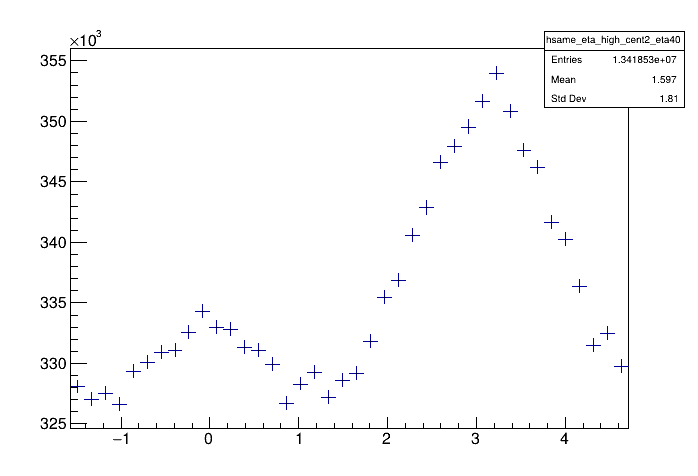 ×10³
hsame_eta_high_cent2_eta40
Entries 1.341853e+07
Mean 1.597
Std Dev 1.81
355
350
345
340
335
330
325
−1 0 1 2 3 4